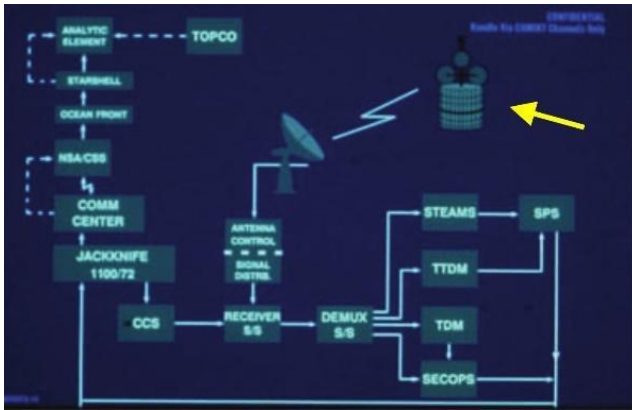 CONFIDENTIAL
Handle Via COMINT Channels Only
ANALYTIC
ELEMENT
TOPCO
STARSHELL
OCEAN FRONT
NSA/CSS
COMM
CENTER
JACKKNIFE
1100/72
CCS
ANTENNA
CONTROL
SIGNAL
DISTRIB.
RECEIVER
S/S
DEMUX
S/S
STEAMS
SPS
TTDM
TDM
SECOPS